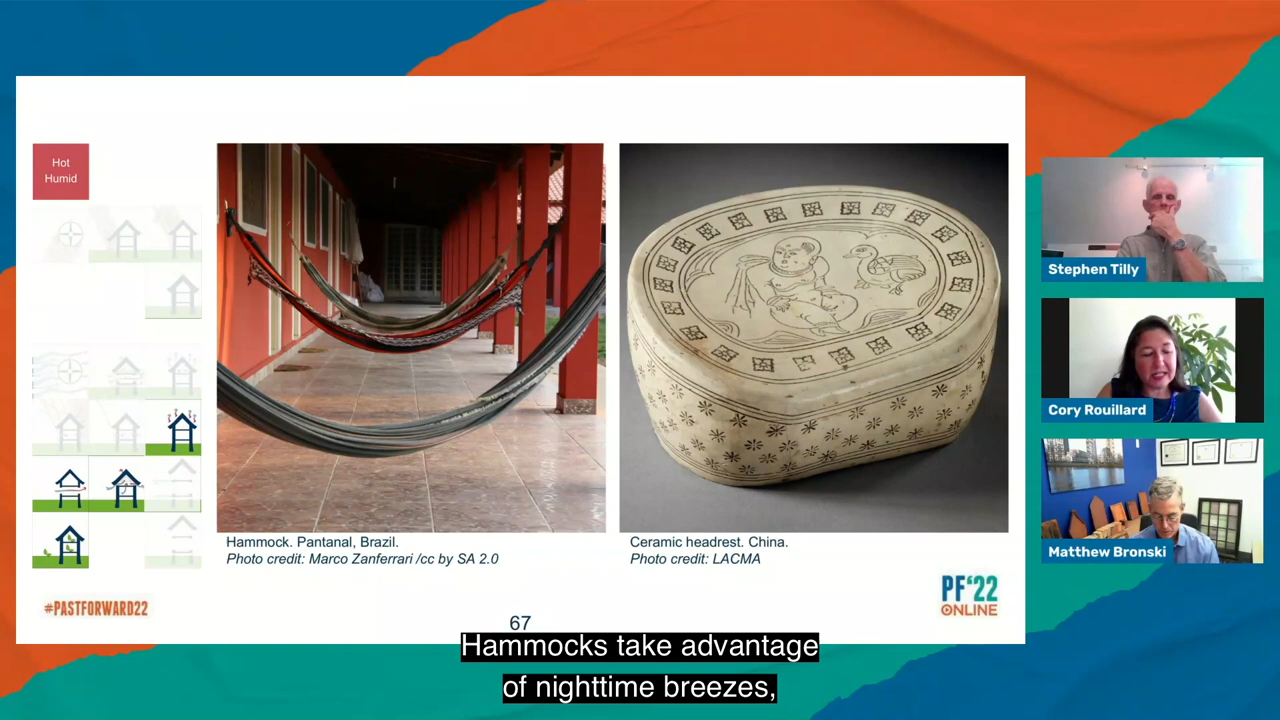 Hot
Humid
Hammock. Pantanal, Brazil.
Photo credit: Marco Zanferrari /cc by SA 2.0
Ceramic headrest. China.
Photo credit: LACMA
#PASTFORWARD22
67
PF'22
ONLINE
Stephen Tilly
Cory Rouillard
Matthew Bronski
Hammocks take advantage
of nighttime breezes,